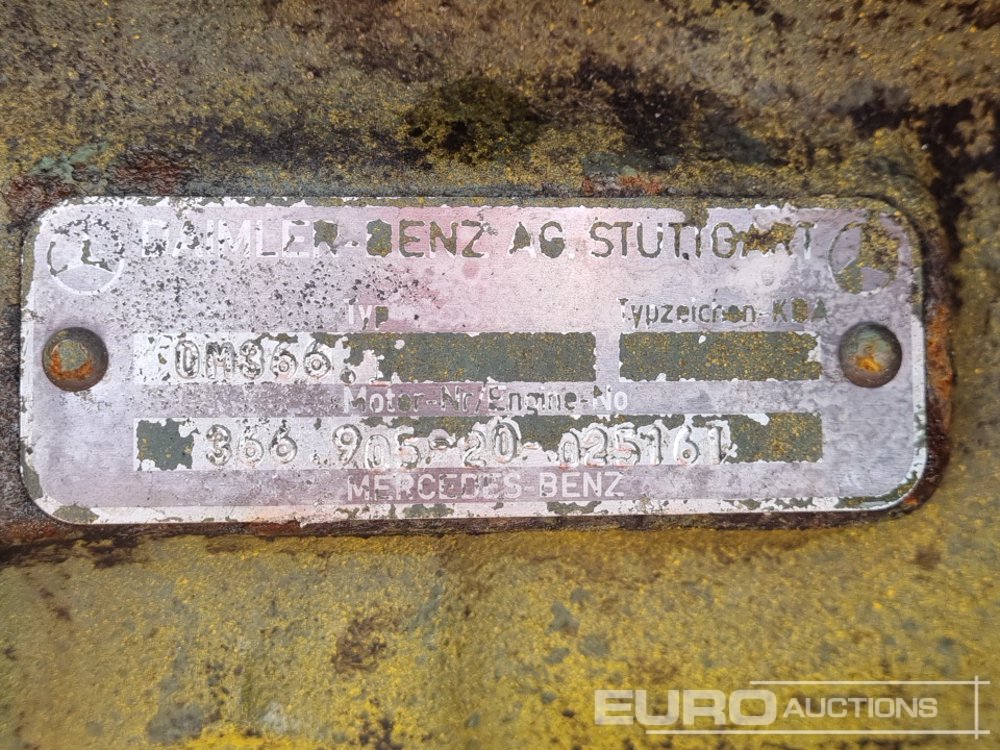 DAIMLER-BENZ AG. STUTTGART
Typ
Typzeichen KBA
OM366
Motor-Nr/Engine-No
366 905-20 025161
MERCEDES-BENZ
EURO AUCTIONS